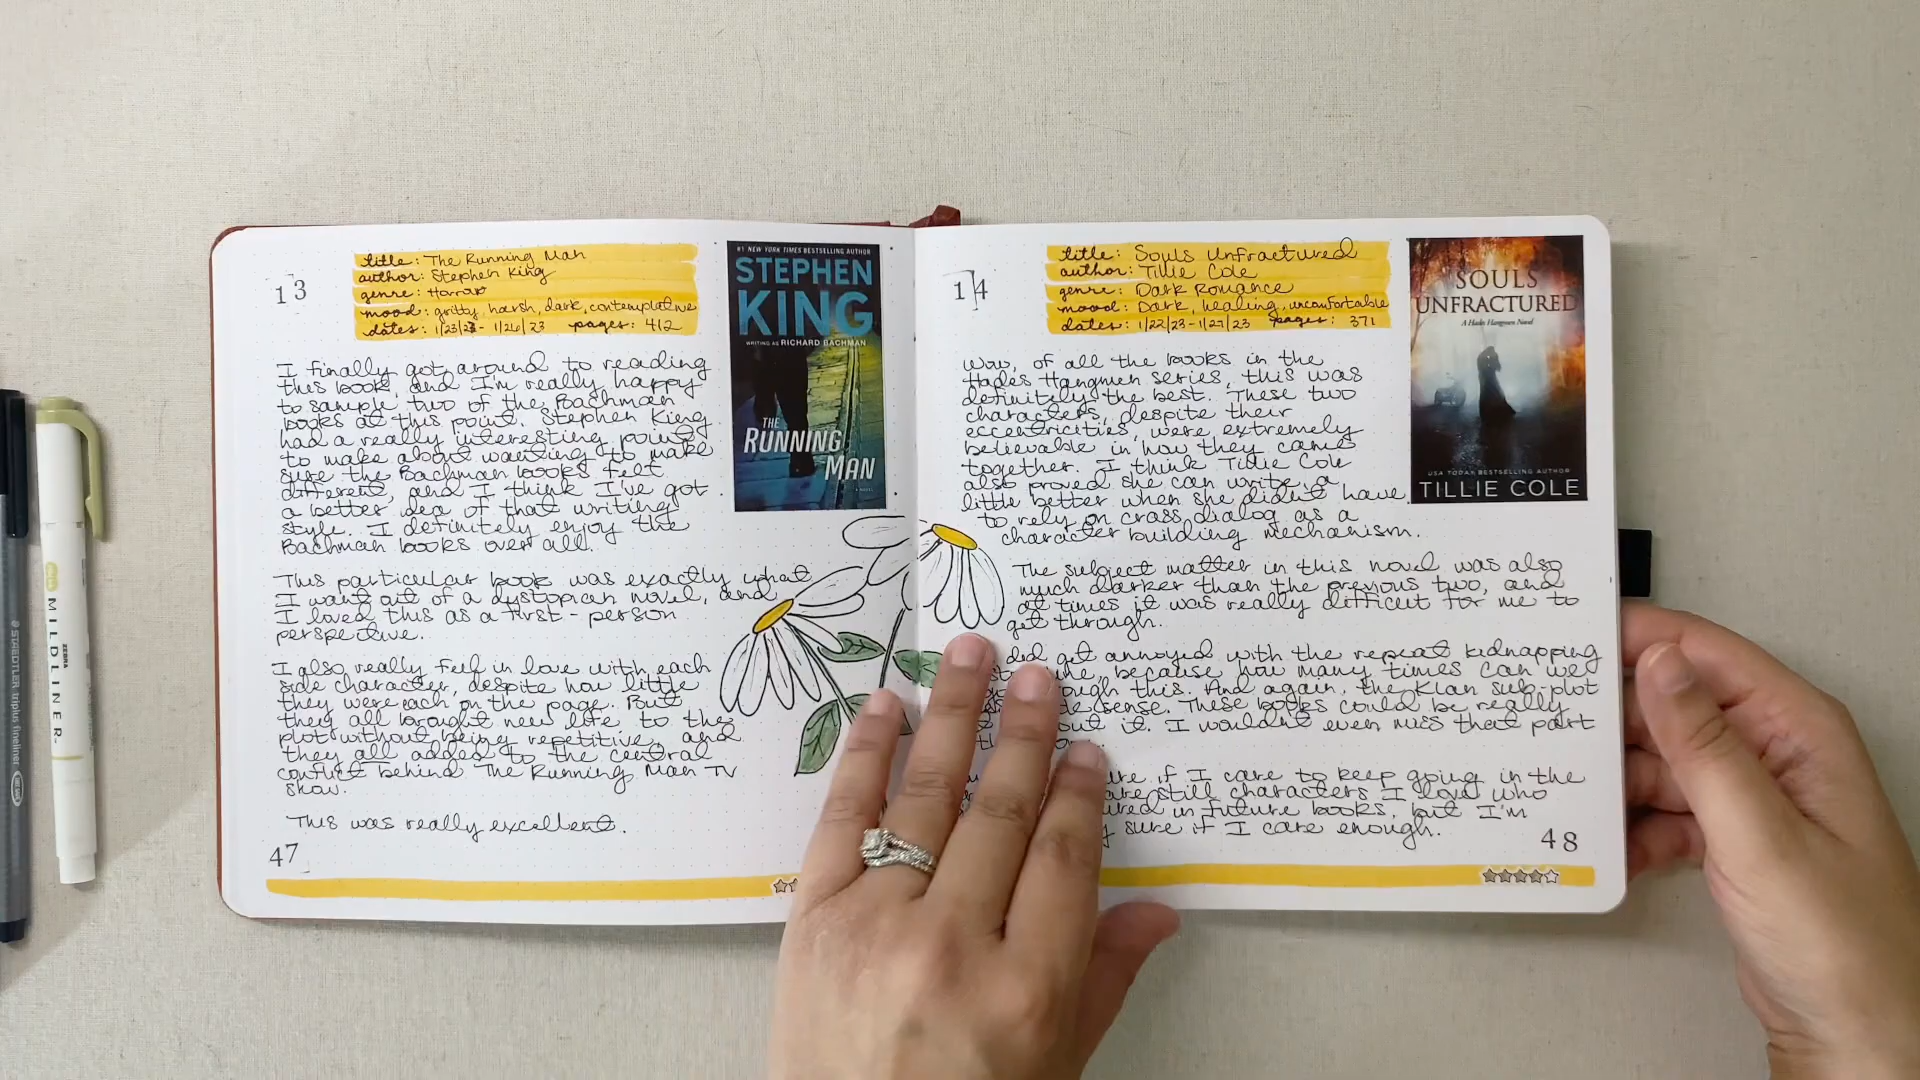 13
title: The Running Man
author: Stephen King
genre: Horror
mood: gritty, harsh, dark, contemplative
dates: 1/23/23 - 1/26/23 pages: 412
#1 NEW YORK TIMES BESTSELLING AUTHOR
STEPHEN
KING
WRITING AS RICHARD BACHMAN
THE
RUNNING
MAN
A NOVEL
I finally got around to reading
this book, and I'm really happy
to sample two of the Bachman
books at this point. Stephen King
had a really interesting point
to make about wanting to make
sure the Bachman books felt
different, and I think I've got
a better idea of that writing
style. I definitely enjoy the
Bachman books over all.
This particular book was exactly what
I want out of a dystopian novel, and
I loved this as a first-person
perspective.
I also really fell in love with each
side character, despite how little
they were each on the page. But
they all brought new life to the
plot without being repetitive, and
they all added to the central
conflict behind The Running Man TV
show.
This was really excellent.
47
14
title: Souls Unfractured
author: Tillie Cole
genre: Dark Romance
mood: Dark, healing, uncomfortable
dates: 1/22/23 - 1/27/23 pages: 371
SOULS
UNFRACTURED
A Hades Hangmen Novel
USA TODAY BESTSELLING AUTHOR
TILLIE COLE
Wow, of all the books in the
Hades Hangmen series, this was
definitely the best. These two
characters, despite their
eccentricities, were extremely
believable in how they came
together. I think Tillie Cole
also proved she can write a
little better when she didn't have
to rely on cross dialog as a
character building mechanism.
The subject matter in this novel was also
much darker than the previous two, and
at times it was really difficult for me to
get through.
did get annoyed with the repeat kidnapping
because how many times can we
this. And again, the Klan sub-plot
sense. These books could be really
it. I wouldn't even miss that part
if I care to keep going in the
are still characters I love who
in future books, but I'm
sure if I care enough.
48
ZEBRA
MILDLINER
STAEDTLER triplus fineliner